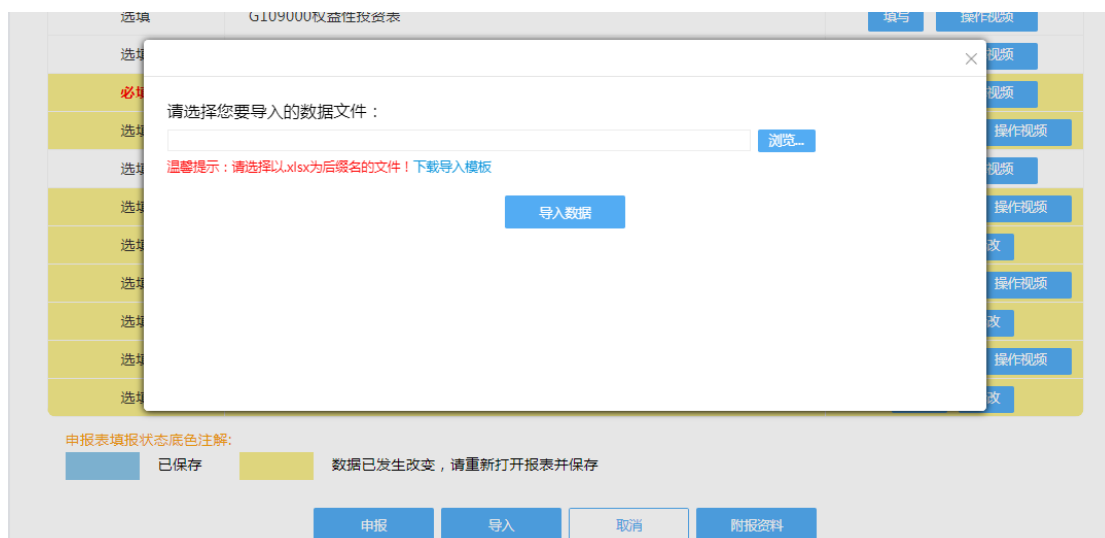 选填 G109000权益性投资表 填写 操作视频
选填 × 视频
必填 视频
请选择您要导入的数据文件：
选填 操作视频
浏览...
选填 温馨提示：请选择以.xlsx为后缀名的文件！下载导入模板 视频
选填 导入数据 操作视频
选填 改
选填 操作视频
选填 改
选填 操作视频
选填 改
申报表填报状态底色注解:
已保存 数据已发生改变，请重新打开报表并保存
申报 导入 取消 附报资料